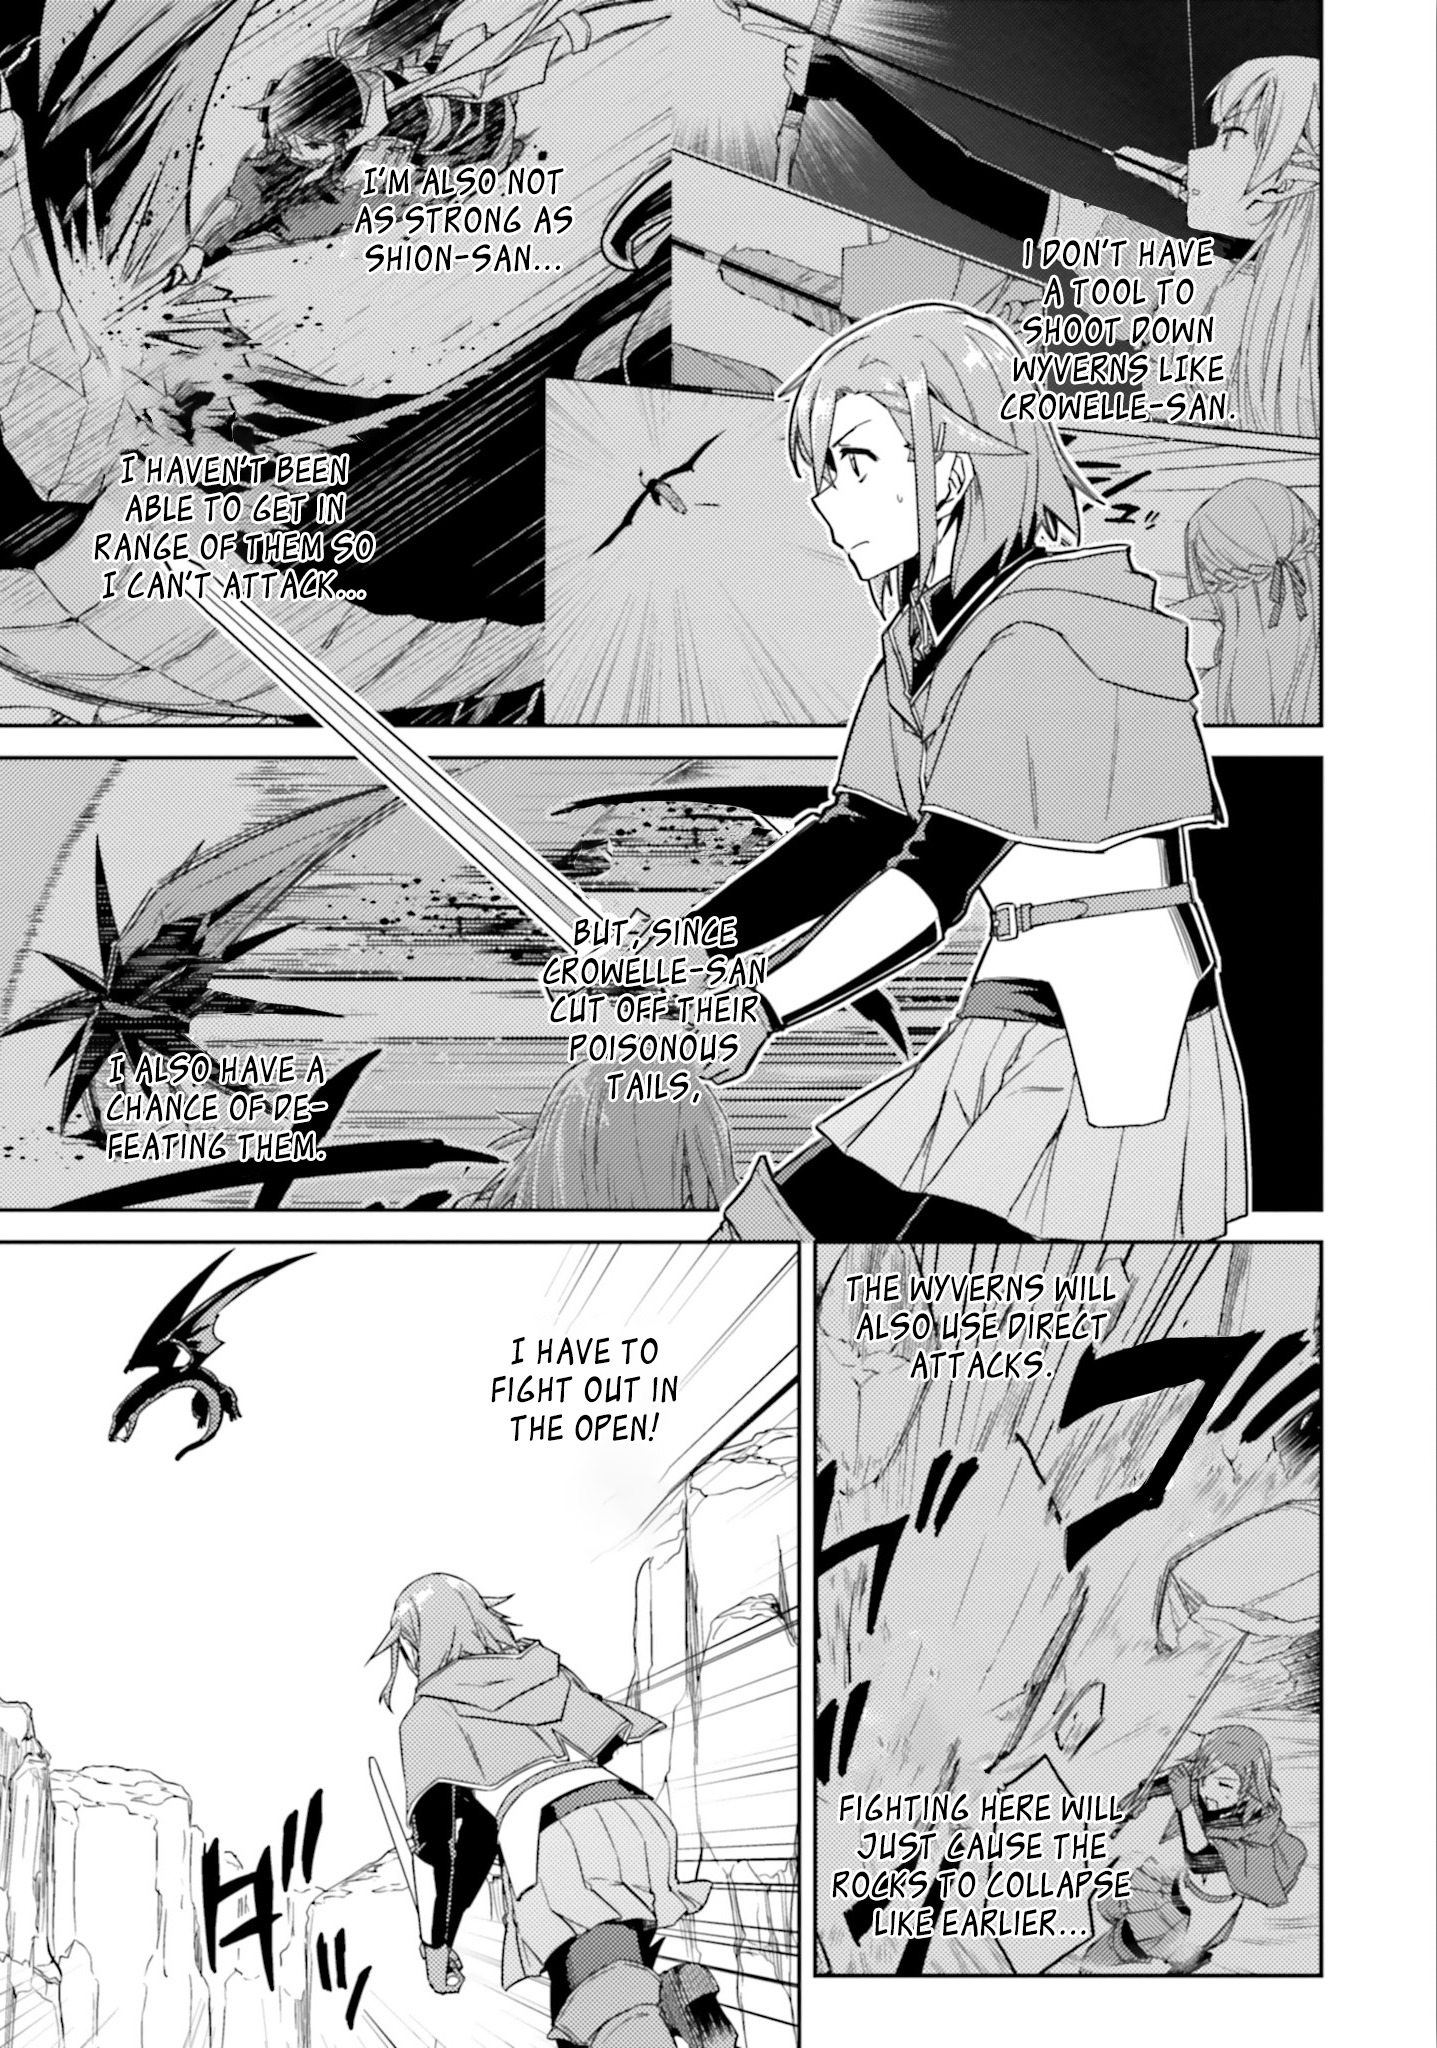 I DON'T HAVE
A TOOL TO
SHOOT DOWN
WYVERNS LIKE
CROWELLE-SAN.
I'M ALSO NOT
AS STRONG AS
SHION-SAN...
I HAVEN'T BEEN
ABLE TO GET IN
RANGE OF THEM SO
I CAN'T ATTACK...
BUT, SINCE
CROWELLE-SAN
CUT OFF THEIR
POISONOUS
TAILS,
I ALSO HAVE A
CHANCE OF DE-
FEATING THEM.
THE WYVERNS WILL
ALSO USE DIRECT
ATTACKS.
FIGHTING HERE WILL
JUST CAUSE THE
ROCKS TO COLLAPSE
LIKE EARLIER...
I HAVE TO
FIGHT OUT IN
THE OPEN!